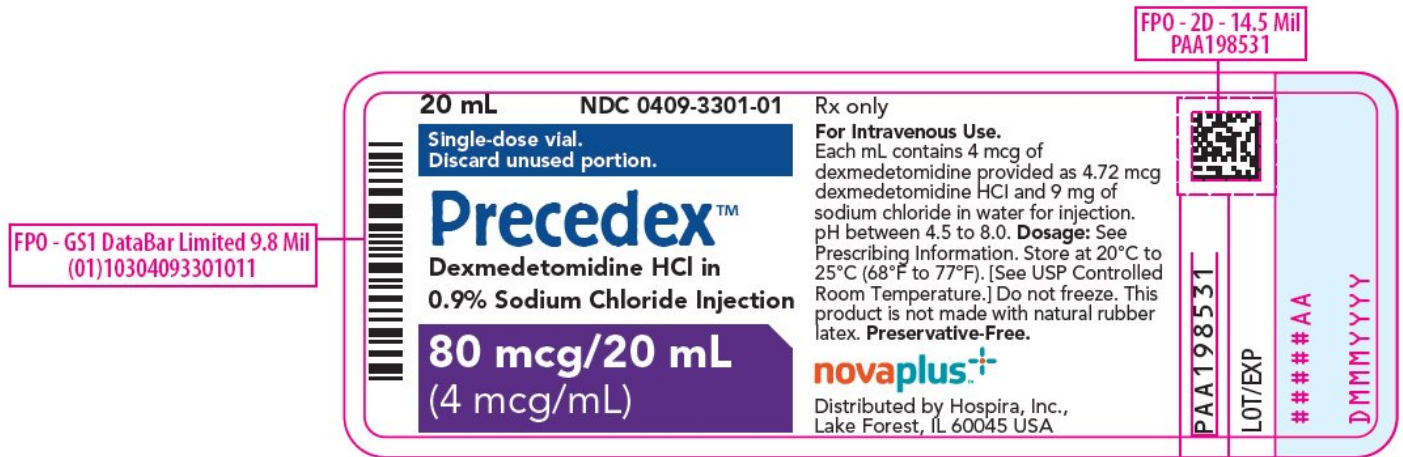 FPO - 2D - 14.5 Mil
PAA198531
FPO - GS1 DataBar Limited 9.8 Mil
(01)10304093301011
20 mL NDC 0409-3301-01
Single-dose vial.
Discard unused portion.
Precedex™
Dexmedetomidine HCl in
0.9% Sodium Chloride Injection
80 mcg/20 mL
(4 mcg/mL)
Rx only
For Intravenous Use.
Each mL contains 4 mcg of
dexmedetomidine provided as 4.72 mcg
dexmedetomidine HCl and 9 mg of
sodium chloride in water for injection.
pH between 4.5 to 8.0. Dosage: See
Prescribing Information. Store at 20°C to
25°C (68°F to 77°F). [See USP Controlled
Room Temperature.] Do not freeze. This
product is not made with natural rubber
latex. Preservative-Free.
novaplus™
Distributed by Hospira, Inc.,
Lake Forest, IL 60045 USA
PAA198531
LOT/EXP
######AA
DMMMYYYY